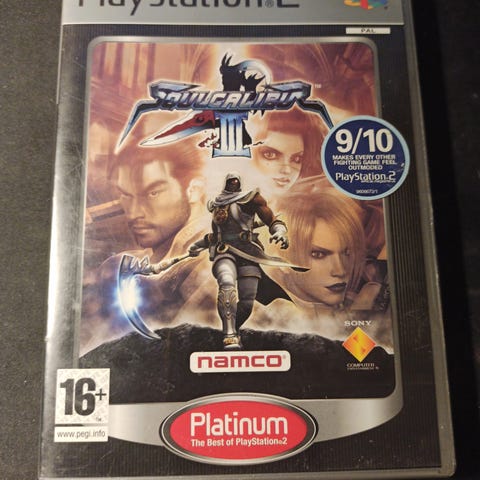 PlayStation®2
PAL
SOULCALIBUR
III
9/10
MAKES EVERY OTHER
FIGHTING GAME FEEL
OUTMODED
PlayStation 2
SONY
COMPUTER
ENTERTAINMENT
namco
16+
www.pegi.info
Platinum
The Best of PlayStation®2